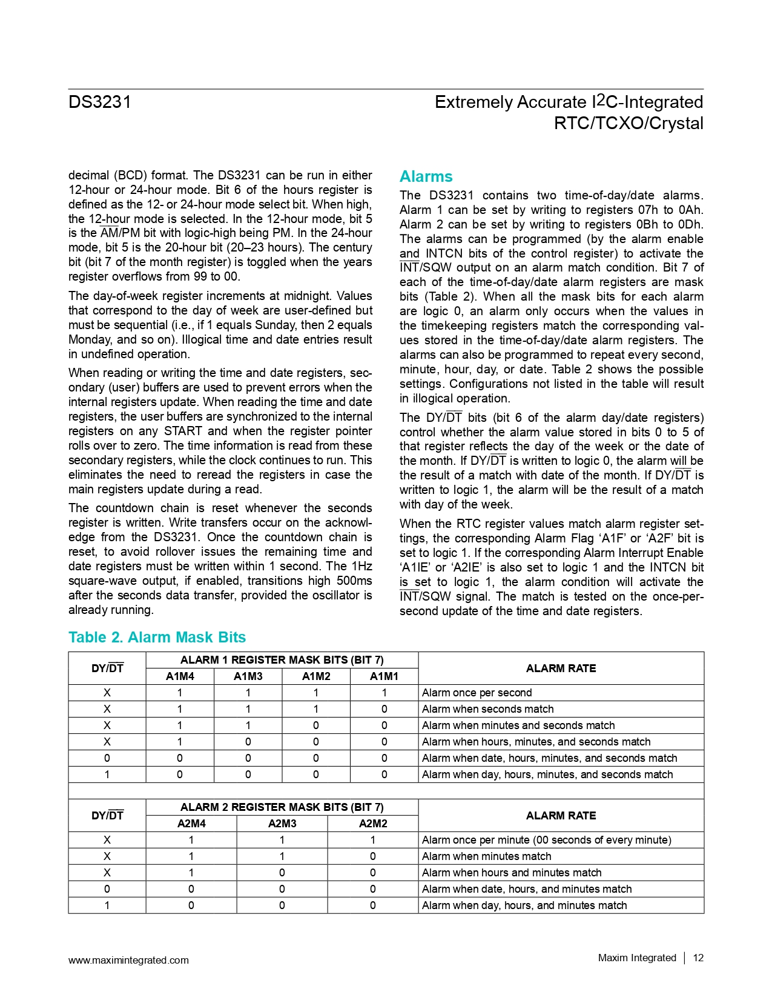 DS3231
Extremely Accurate I2C-Integrated
RTC/TCXO/Crystal
decimal (BCD) format. The DS3231 can be run in either
12-hour or 24-hour mode. Bit 6 of the hours register is
defined as the 12- or 24-hour mode select bit. When high,
the 12-hour mode is selected. In the 12-hour mode, bit 5
is the AM/PM bit with logic-high being PM. In the 24-hour
mode, bit 5 is the 20-hour bit (20–23 hours). The century
bit (bit 7 of the month register) is toggled when the years
register overflows from 99 to 00.
The day-of-week register increments at midnight. Values
that correspond to the day of week are user-defined but
must be sequential (i.e., if 1 equals Sunday, then 2 equals
Monday, and so on). Illogical time and date entries result
in undefined operation.
When reading or writing the time and date registers, sec-
ondary (user) buffers are used to prevent errors when the
internal registers update. When reading the time and date
registers, the user buffers are synchronized to the internal
registers on any START and when the register pointer
rolls over to zero. The time information is read from these
secondary registers, while the clock continues to run. This
eliminates the need to reread the registers in case the
main registers update during a read.
The countdown chain is reset whenever the seconds
register is written. Write transfers occur on the acknowl-
edge from the DS3231. Once the countdown chain is
reset, to avoid rollover issues the remaining time and
date registers must be written within 1 second. The 1Hz
square-wave output, if enabled, transitions high 500ms
after the seconds data transfer, provided the oscillator is
already running.
Alarms
The DS3231 contains two time-of-day/date alarms.
Alarm 1 can be set by writing to registers 07h to 0Ah.
Alarm 2 can be set by writing to registers 0Bh to 0Dh.
The alarms can be programmed (by the alarm enable
and INTCN bits of the control register) to activate the
INT/SQW output on an alarm match condition. Bit 7 of
each of the time-of-day/date alarm registers are mask
bits (Table 2). When all the mask bits for each alarm
are logic 0, an alarm only occurs when the values in
the timekeeping registers match the corresponding val-
ues stored in the time-of-day/date alarm registers. The
alarms can also be programmed to repeat every second,
minute, hour, day, or date. Table 2 shows the possible
settings. Configurations not listed in the table will result
in illogical operation.
The DY/DT bits (bit 6 of the alarm day/date registers)
control whether the alarm value stored in bits 0 to 5 of
that register reflects the day of the week or the date of
the month. If DY/DT is written to logic 0, the alarm will be
the result of a match with date of the month. If DY/DT is
written to logic 1, the alarm will be the result of a match
with day of the week.
When the RTC register values match alarm register set-
tings, the corresponding Alarm Flag ‘A1F’ or ‘A2F’ bit is
set to logic 1. If the corresponding Alarm Interrupt Enable
‘A1IE’ or ‘A2IE’ is also set to logic 1 and the INTCN bit
is set to logic 1, the alarm condition will activate the
INT/SQW signal. The match is tested on the once-per-
second update of the time and date registers.
Table 2. Alarm Mask Bits
DY/DT ALARM 1 REGISTER MASK BITS (BIT 7) ALARM RATE
A1M4 A1M3 A1M2 A1M1
X 1 1 1 1 Alarm once per second
X 1 1 1 0 Alarm when seconds match
X 1 1 0 0 Alarm when minutes and seconds match
X 1 0 0 0 Alarm when hours, minutes, and seconds match
0 0 0 0 0 Alarm when date, hours, minutes, and seconds match
1 0 0 0 0 Alarm when day, hours, minutes, and seconds match
DY/DT ALARM 2 REGISTER MASK BITS (BIT 7) ALARM RATE
A2M4 A2M3 A2M2
X 1 1 1 Alarm once per minute (00 seconds of every minute)
X 1 1 0 Alarm when minutes match
X 1 0 0 Alarm when hours and minutes match
0 0 0 0 Alarm when date, hours, and minutes match
1 0 0 0 Alarm when day, hours, and minutes match
www.maximintegrated.com
Maxim Integrated | 12